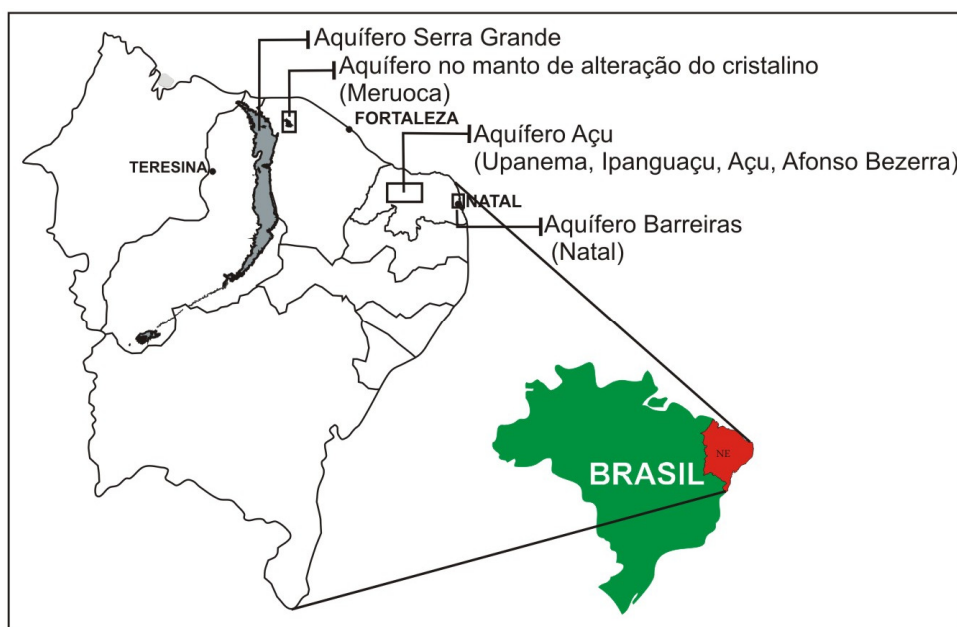 Aquífero Serra Grande
Aquífero no manto de alteração do cristalino
(Meruoca)
FORTALEZA
Aquífero Açu
(Upanema, Ipanguaçu, Açu, Afonso Bezerra)
TERESINA
NATAL
Aquífero Barreiras
(Natal)
NE
BRASIL